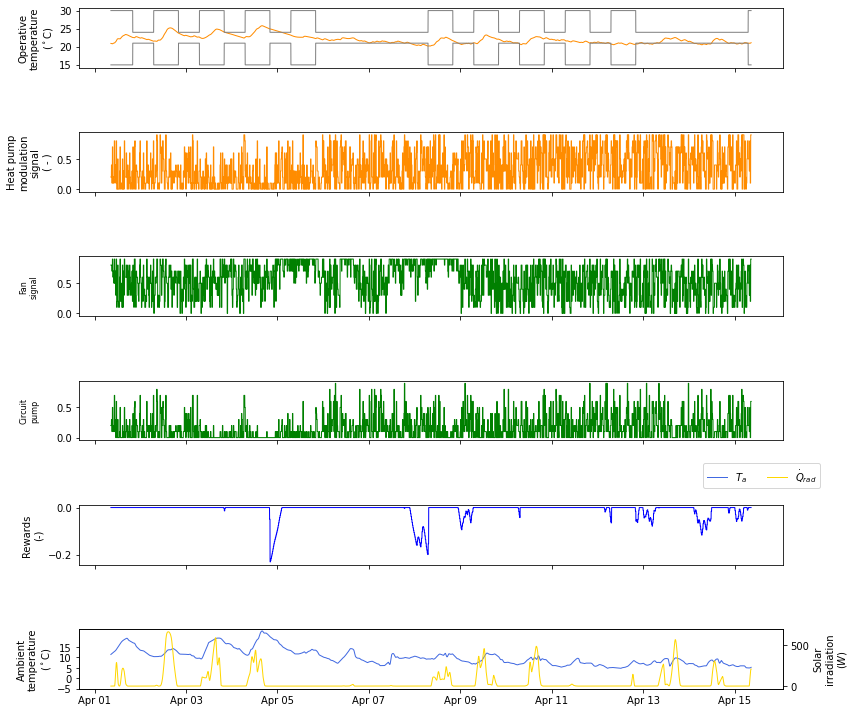 Operative
temperature
(°C)
30
25
20
15
Heat pump
modulation
signal
( - )
0.5
0.0
Fan
signal
0.5
0.0
Circuit
pump
0.5
0.0
T_a
Q̇_rad
Rewards
(-)
0.0
−0.2
Ambient
temperature
(°C)
15
10
5
0
−5
500
0
Solar
irradiation
(W)
Apr 01 Apr 03 Apr 05 Apr 07 Apr 09 Apr 11 Apr 13 Apr 15